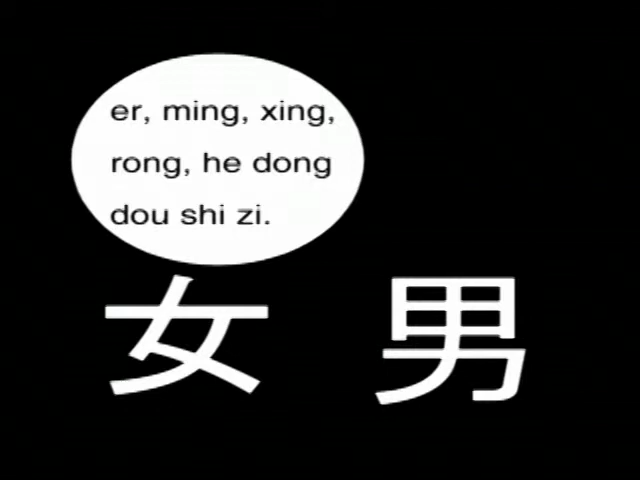 er, ming, xing,
rong, he dong
dou shi zi.
女 男